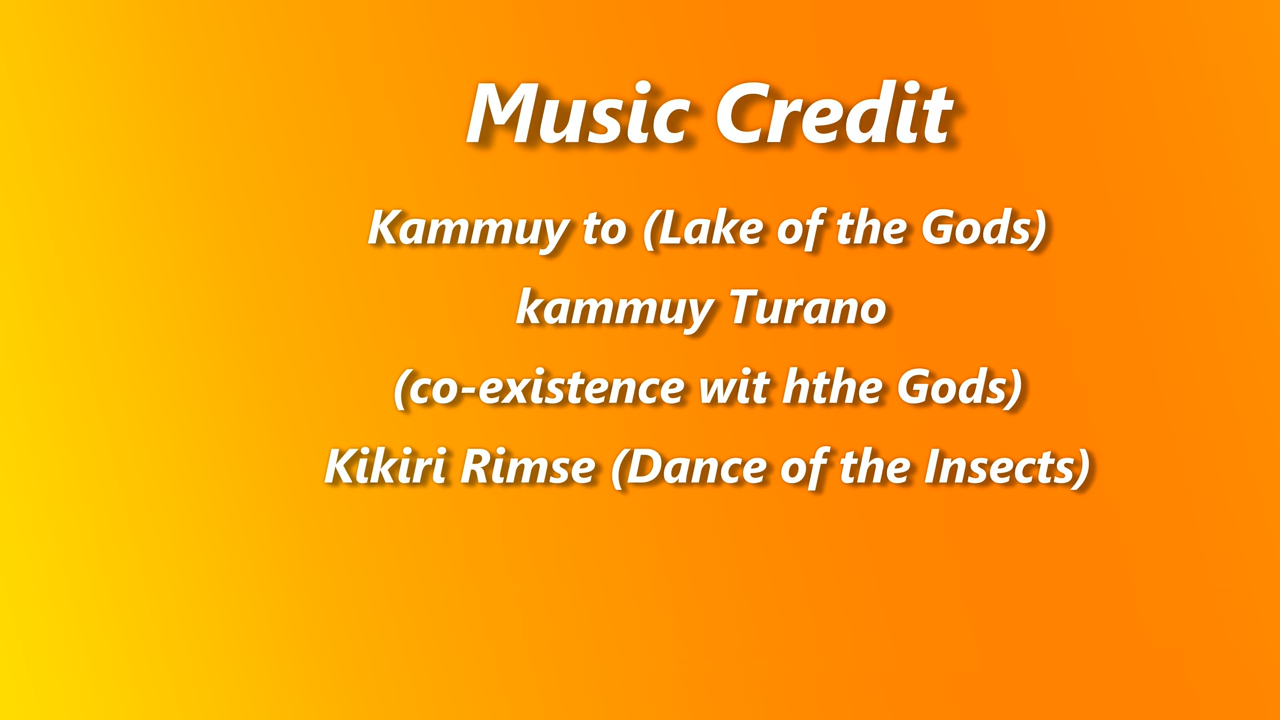 Music Credit
Kammuy to (Lake of the Gods)
kammuy Turano
(co-existence wit hthe Gods)
Kikiri Rimse (Dance of the Insects)